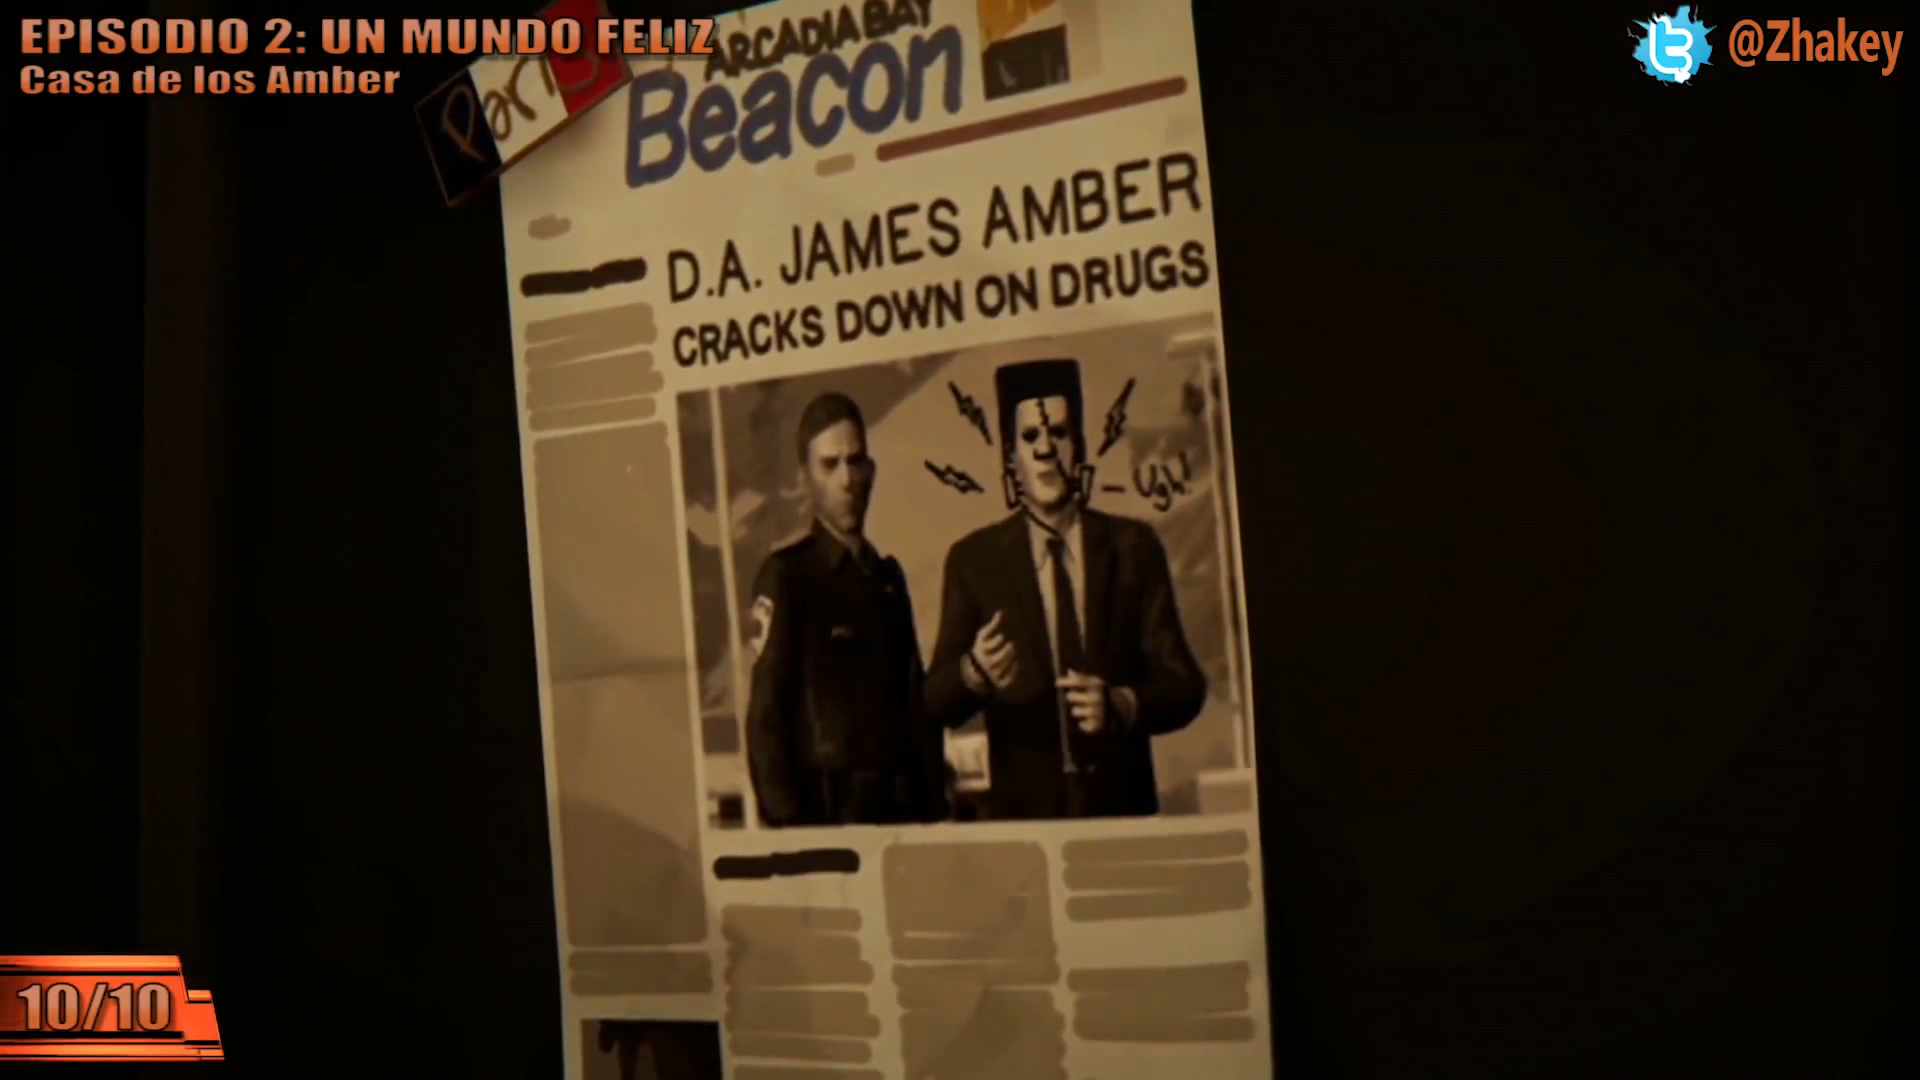 EPISODIO 2: UN MUNDO FELIZ
Casa de los Amber
@Zhakey
Paris
ARCADIA BAY
Beacon
D.A. JAMES AMBER
CRACKS DOWN ON DRUGS
Ugh!
10/10